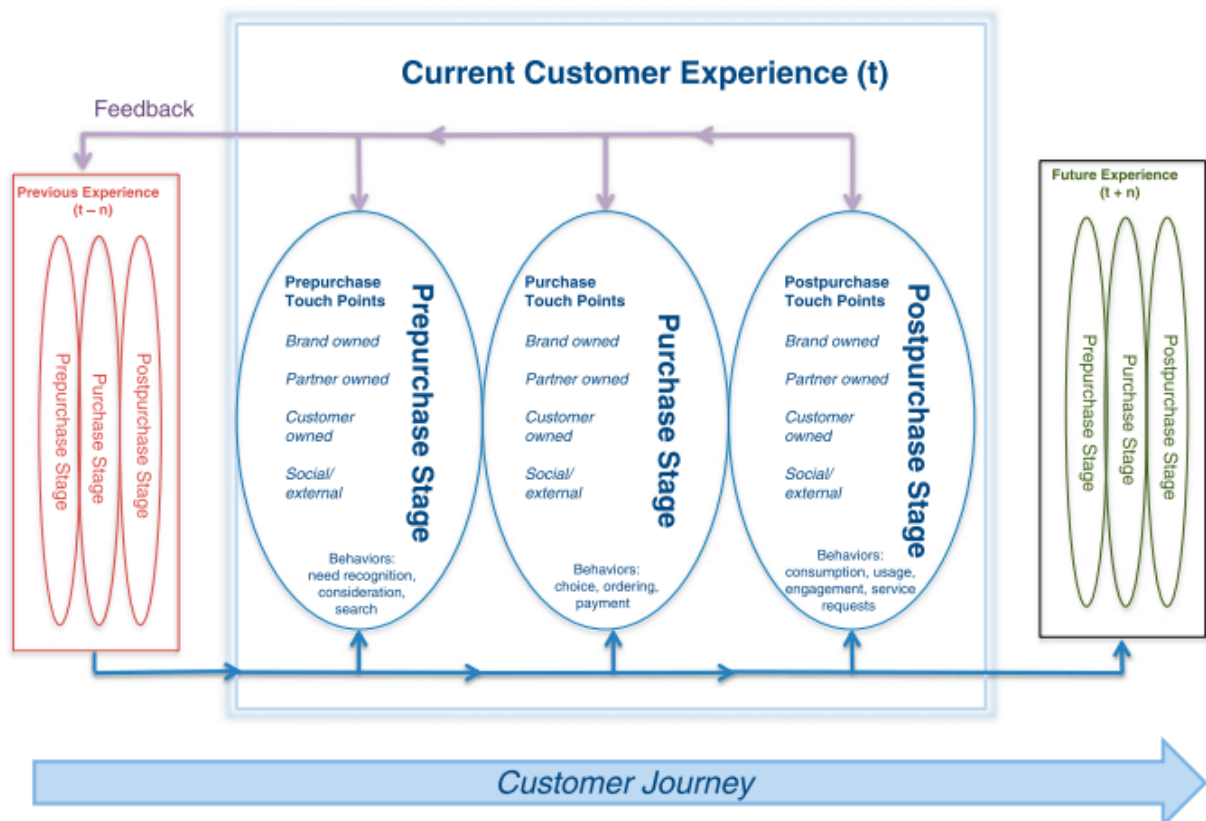 Current Customer Experience (t)
Feedback
Previous Experience
(t – n)
Prepurchase Stage
Purchase Stage
Postpurchase Stage
Prepurchase
Touch Points
Brand owned
Partner owned
Customer
owned
Social/
external
Prepurchase Stage
Behaviors:
need recognition,
consideration,
search
Purchase
Touch Points
Brand owned
Partner owned
Customer
owned
Social/
external
Purchase Stage
Behaviors:
choice, ordering,
payment
Postpurchase
Touch Points
Brand owned
Partner owned
Customer
owned
Social/
external
Postpurchase Stage
Behaviors:
consumption, usage,
engagement, service
requests
Future Experience
(t + n)
Prepurchase Stage
Purchase Stage
Postpurchase Stage
Customer Journey